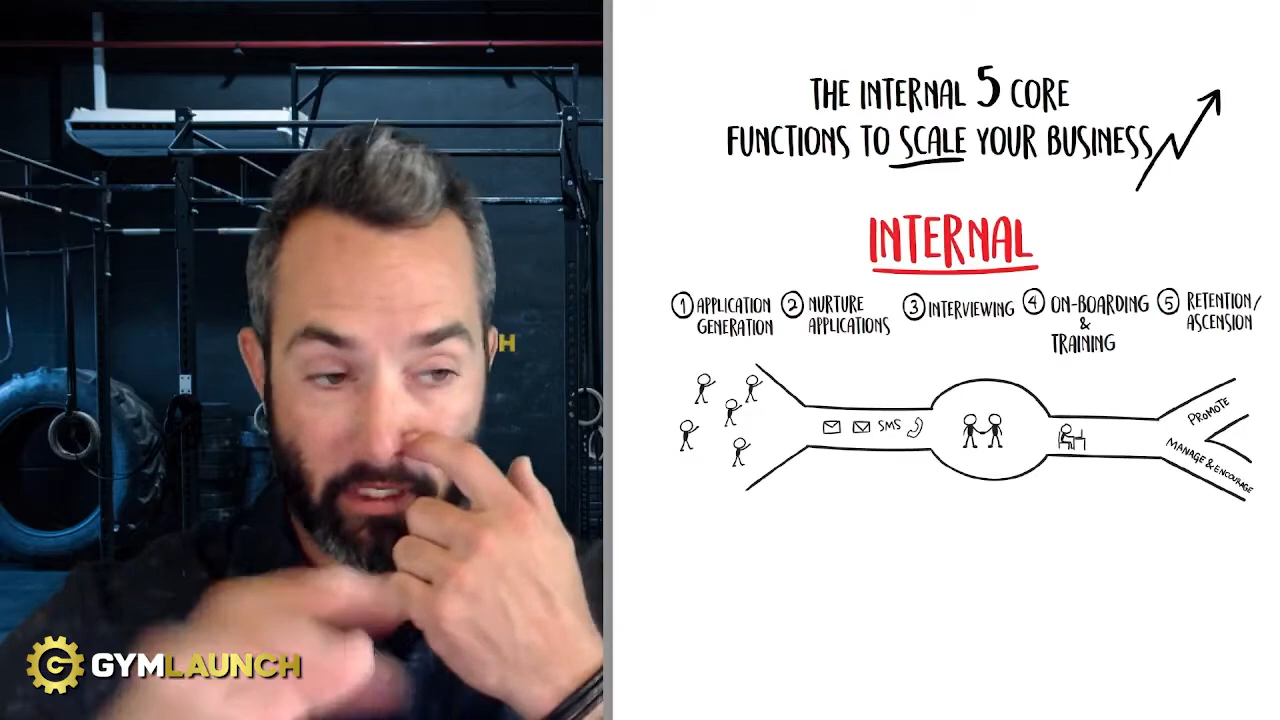 THE INTERNAL 5 CORE
FUNCTIONS TO SCALE YOUR BUSINESS
INTERNAL
1 APPLICATION
GENERATION
2 NURTURE
APPLICATIONS
3 INTERVIEWING
4 ON-BOARDING
&
TRAINING
5 RETENTION/
ASCENSION
SMS
PROMOTE
MANAGE & ENCOURAGE
H
GYMLAUNCH